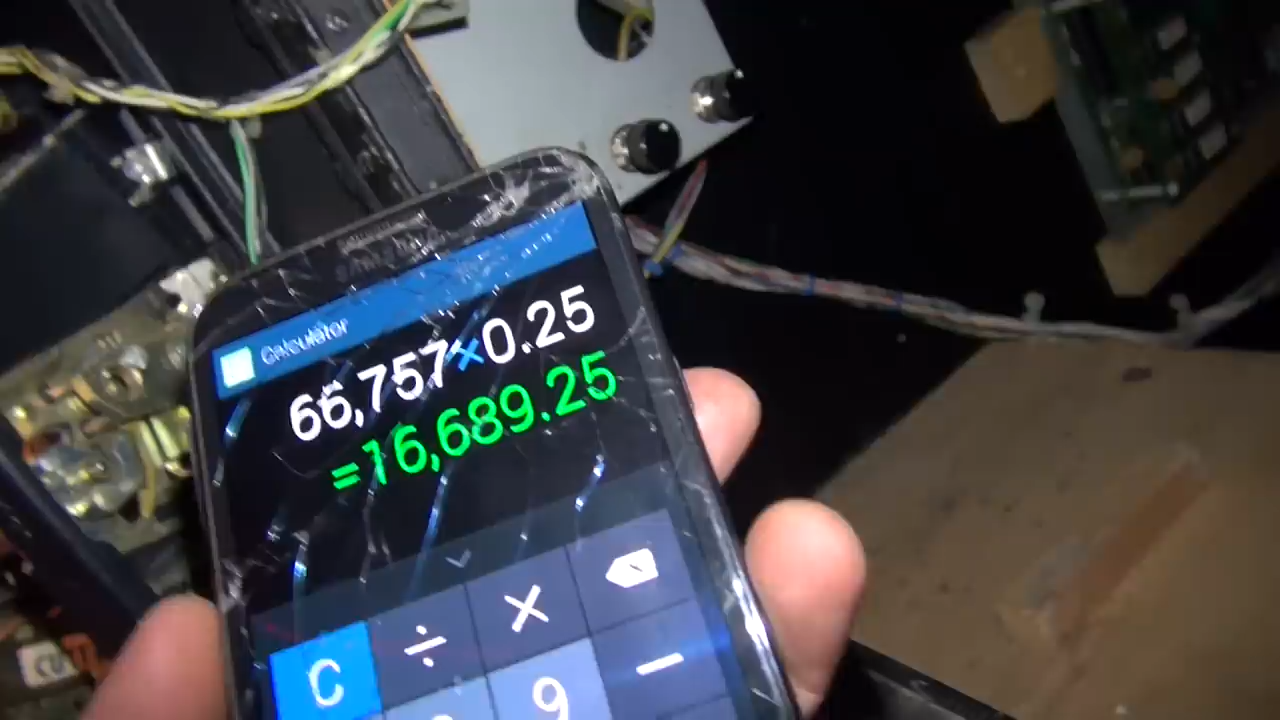 Calculator
66,757×0.25
=16,689.25
C ÷ × −
9